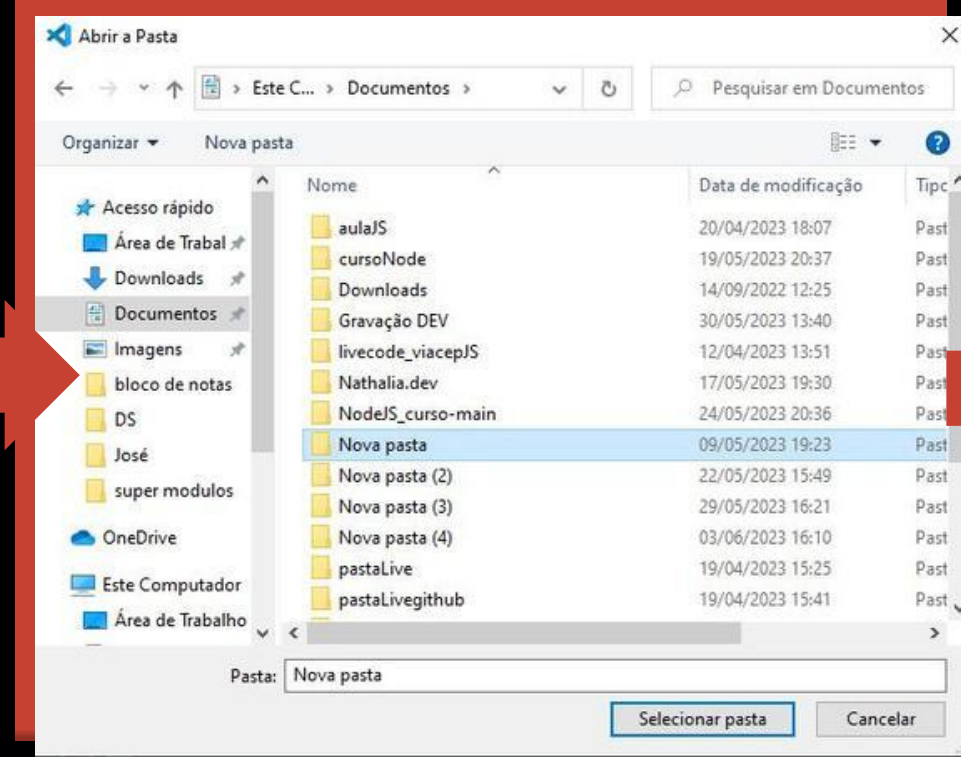 Abrir a Pasta
Este C... > Documentos >
Pesquisar em Documentos
Organizar
Nova pasta
Acesso rápido
Área de Trabal
Downloads
Documentos
Imagens
bloco de notas
DS
José
super modulos
OneDrive
Este Computador
Área de Trabalho
Nome Data de modificação Tipc
aulaJS 20/04/2023 18:07 Past
cursoNode 19/05/2023 20:37 Past
Downloads 14/09/2022 12:25 Past
Gravação DEV 30/05/2023 13:40 Past
livecode_viacepJS 12/04/2023 13:51 Past
Nathalia.dev 17/05/2023 19:30 Past
NodeJS_curso-main 24/05/2023 20:36 Past
Nova pasta 09/05/2023 19:23 Past
Nova pasta (2) 22/05/2023 15:49 Past
Nova pasta (3) 29/05/2023 16:21 Past
Nova pasta (4) 03/06/2023 16:10 Past
pastaLive 19/04/2023 15:25 Past
pastaLivegithub 19/04/2023 15:41 Past
Pasta: Nova pasta
Selecionar pasta
Cancelar